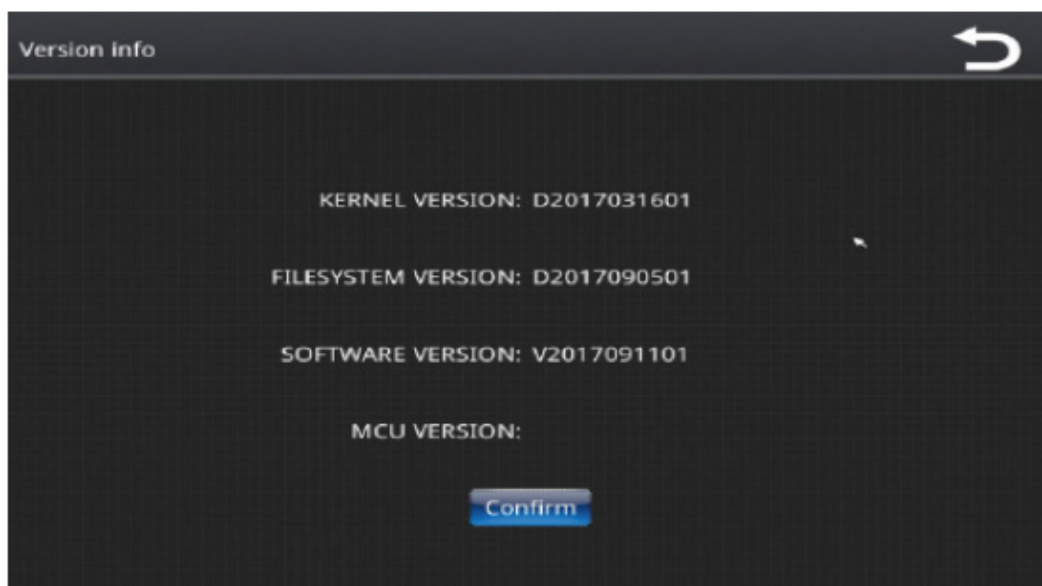 Version info
KERNEL VERSION: D2017031601
FILESYSTEM VERSION: D2017090501
SOFTWARE VERSION: V2017091101
MCU VERSION:
Confirm